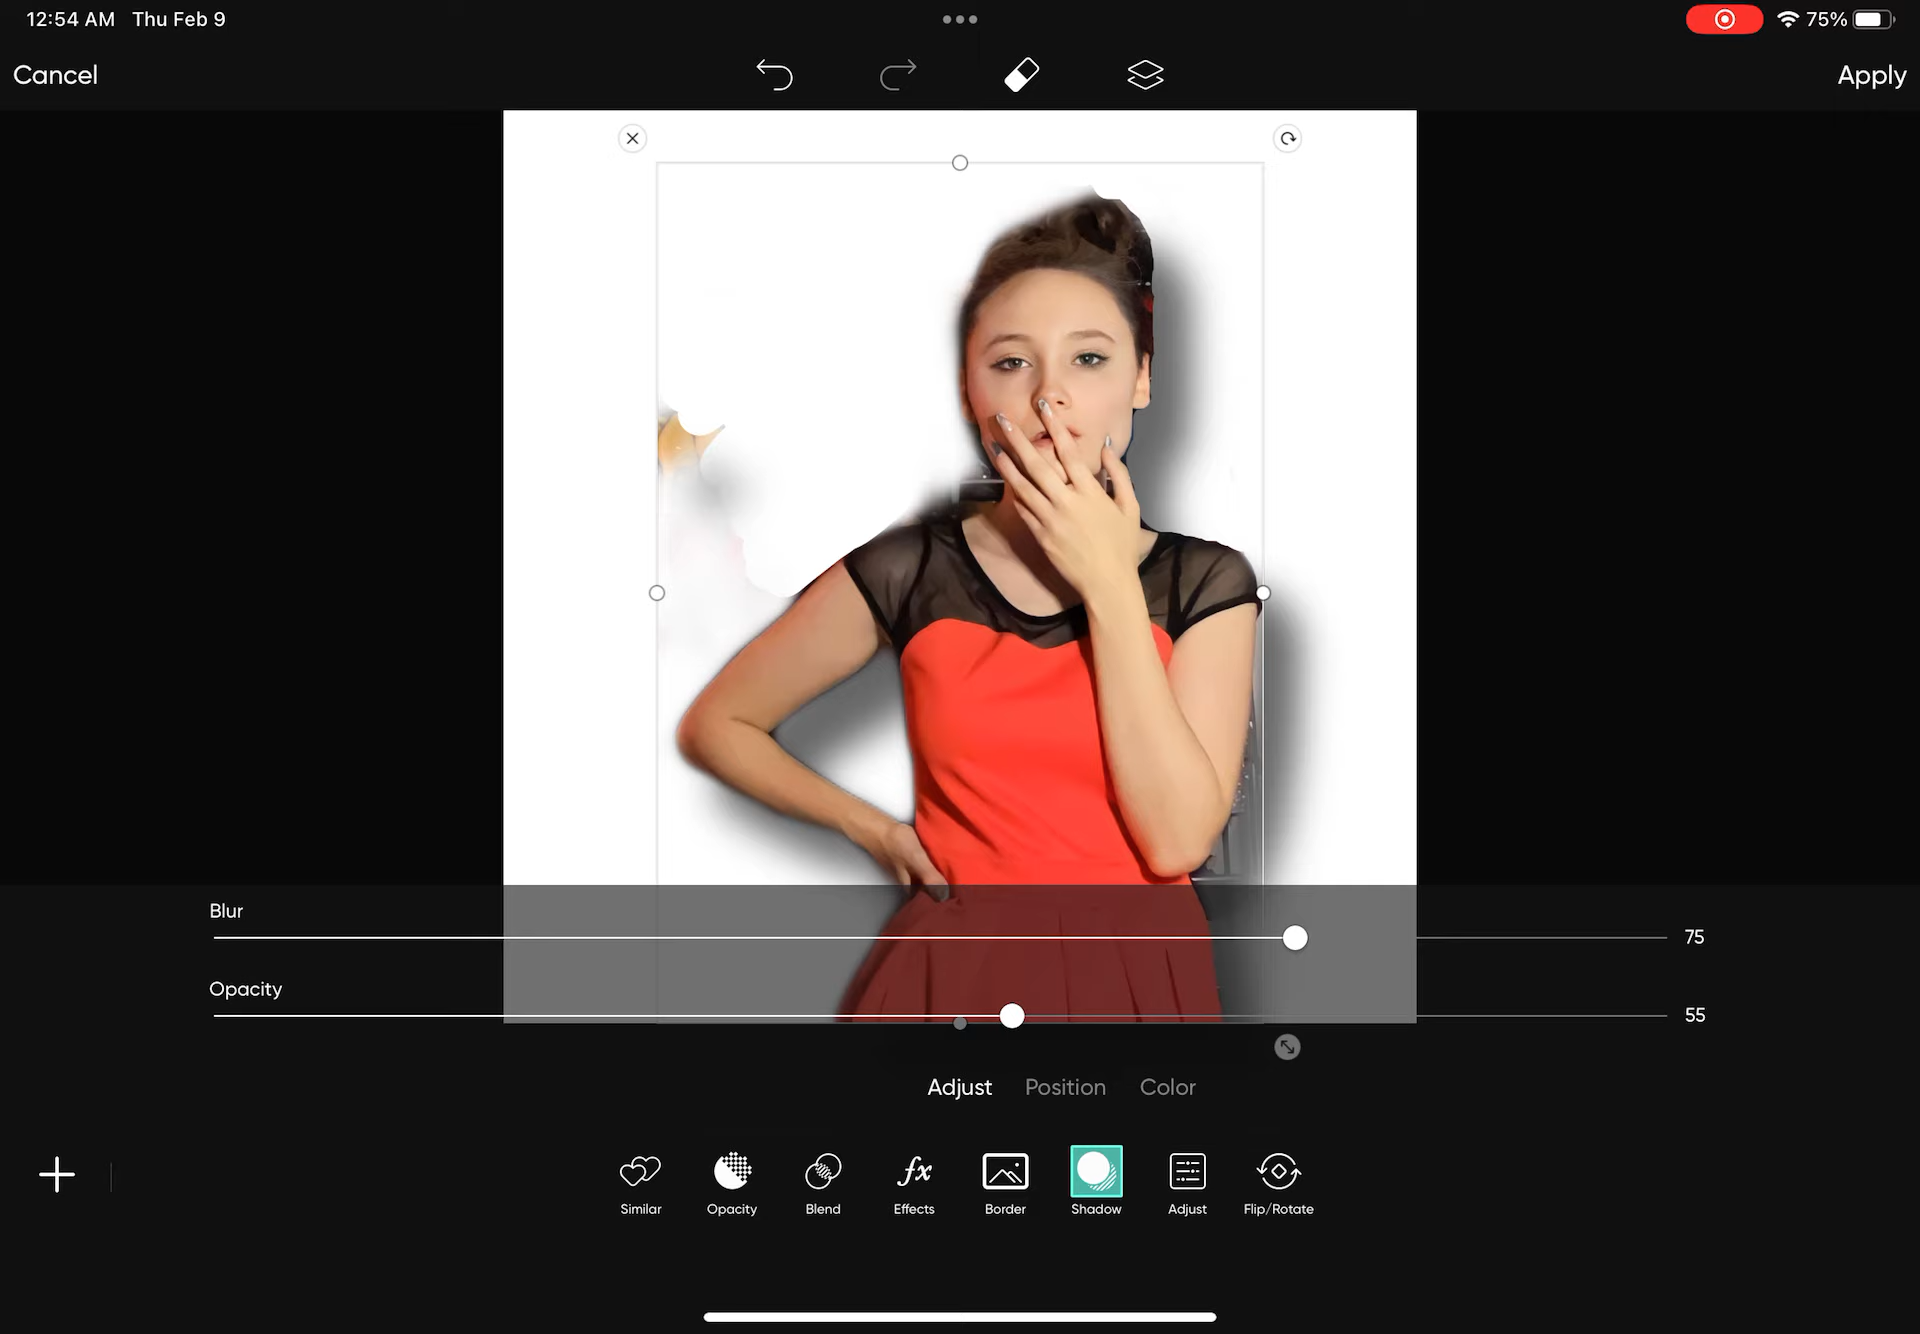 12:54 AM Thu Feb 9
75%
Cancel
Apply
Blur
75
Opacity
55
Adjust Position Color
Similar Opacity Blend Effects Border Shadow Adjust Flip/Rotate